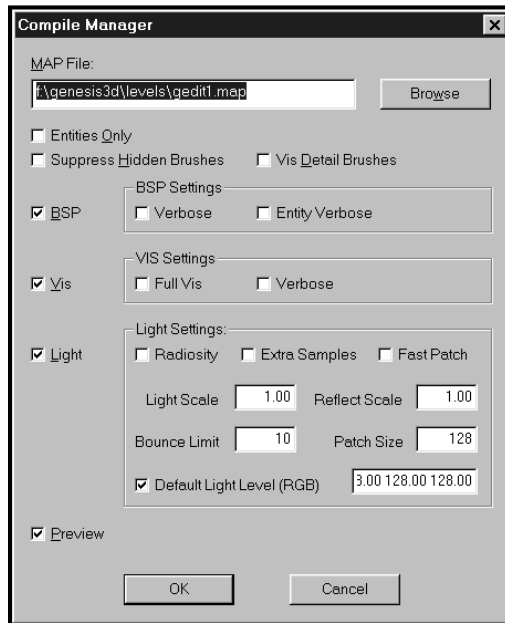 Compile Manager
MAP File:
f:\genesis3d\levels\gedit1.map Browse
Entities Only
Suppress Hidden Brushes Vis Detail Brushes
BSP Settings
BSP Verbose Entity Verbose
VIS Settings
Vis Full Vis Verbose
Light Settings:
Light Radiosity Extra Samples Fast Patch
Light Scale 1.00 Reflect Scale 1.00
Bounce Limit 10 Patch Size 128
Default Light Level (RGB) 3.00 128.00 128.00
Preview
OK Cancel